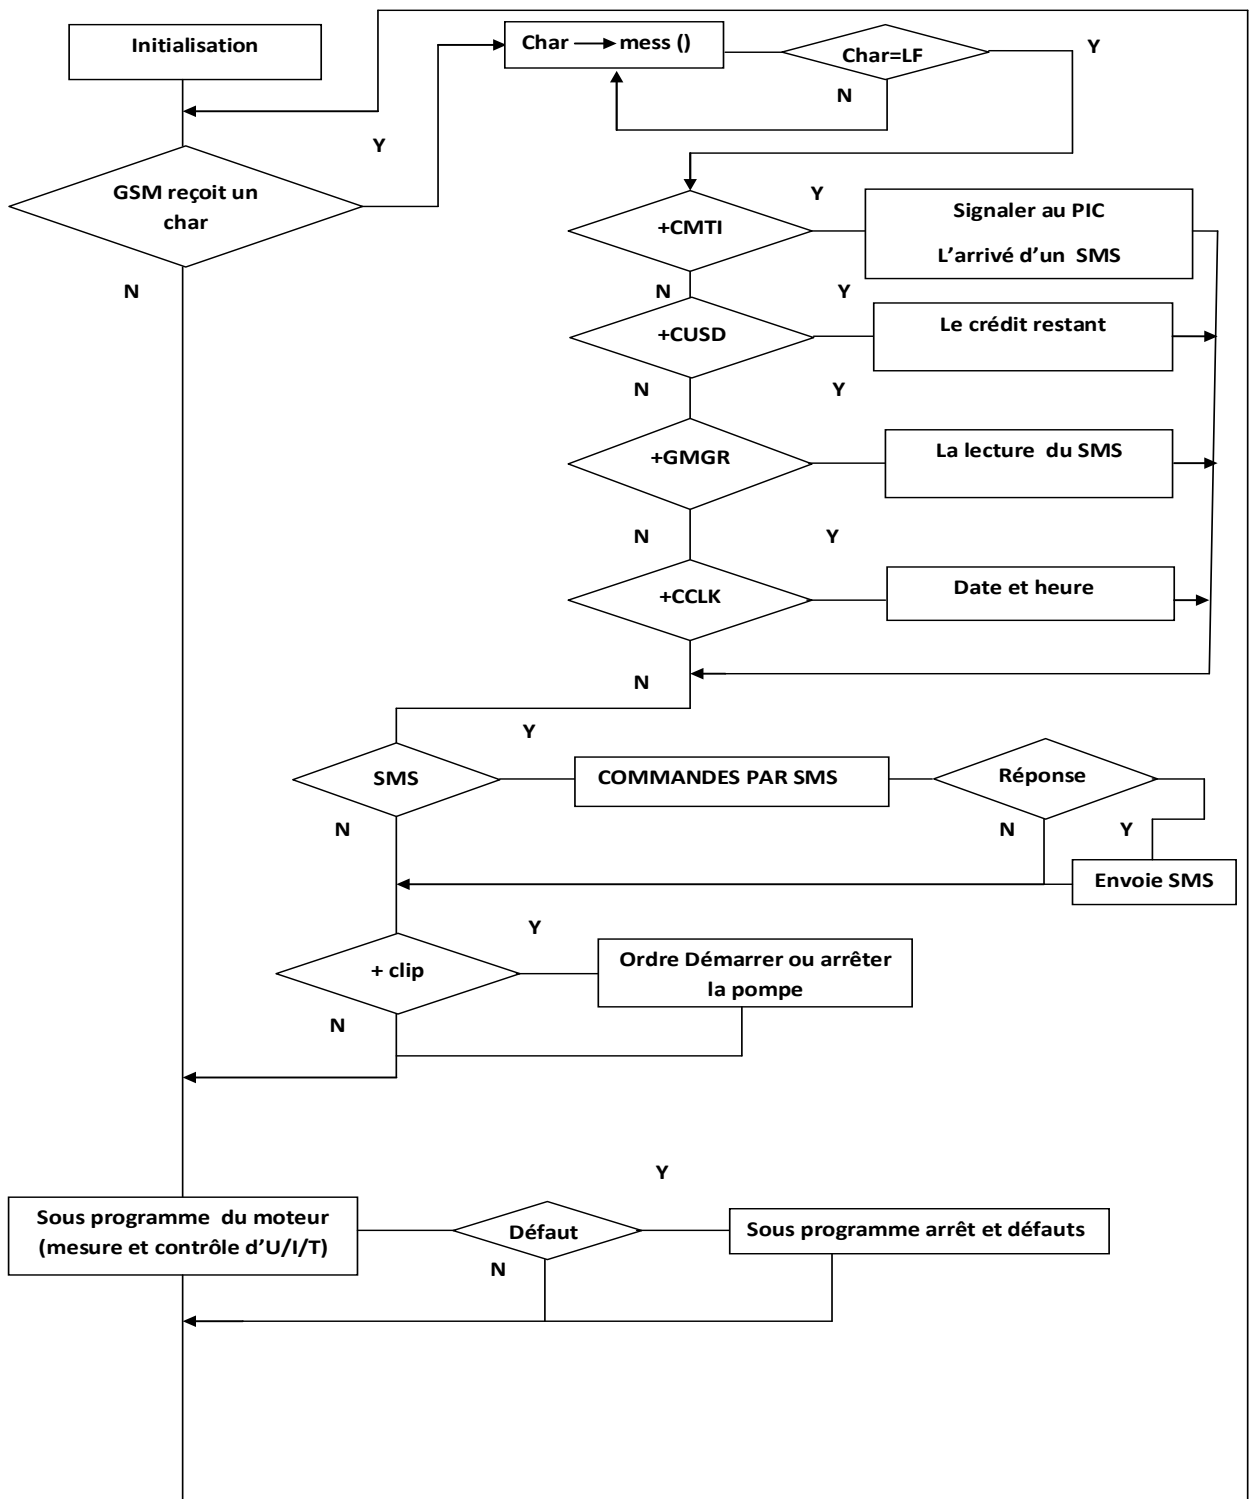 Initialisation
Char → mess ()
Char=LF
Y
N
Y
GSM reçoit un
char
N
+CMTI
Y
Signaler au PIC
L'arrivé d'un SMS
N
Y
+CUSD
Le crédit restant
N
Y
+GMGR
La lecture du SMS
N
Y
+CCLK
Date et heure
N
Y
SMS
COMMANDES PAR SMS
Réponse
N
N
Y
Envoie SMS
Y
+ clip
Ordre Démarrer ou arrêter
la pompe
N
Y
Sous programme du moteur
(mesure et contrôle d'U/I/T)
Défaut
Sous programme arrêt et défauts
N